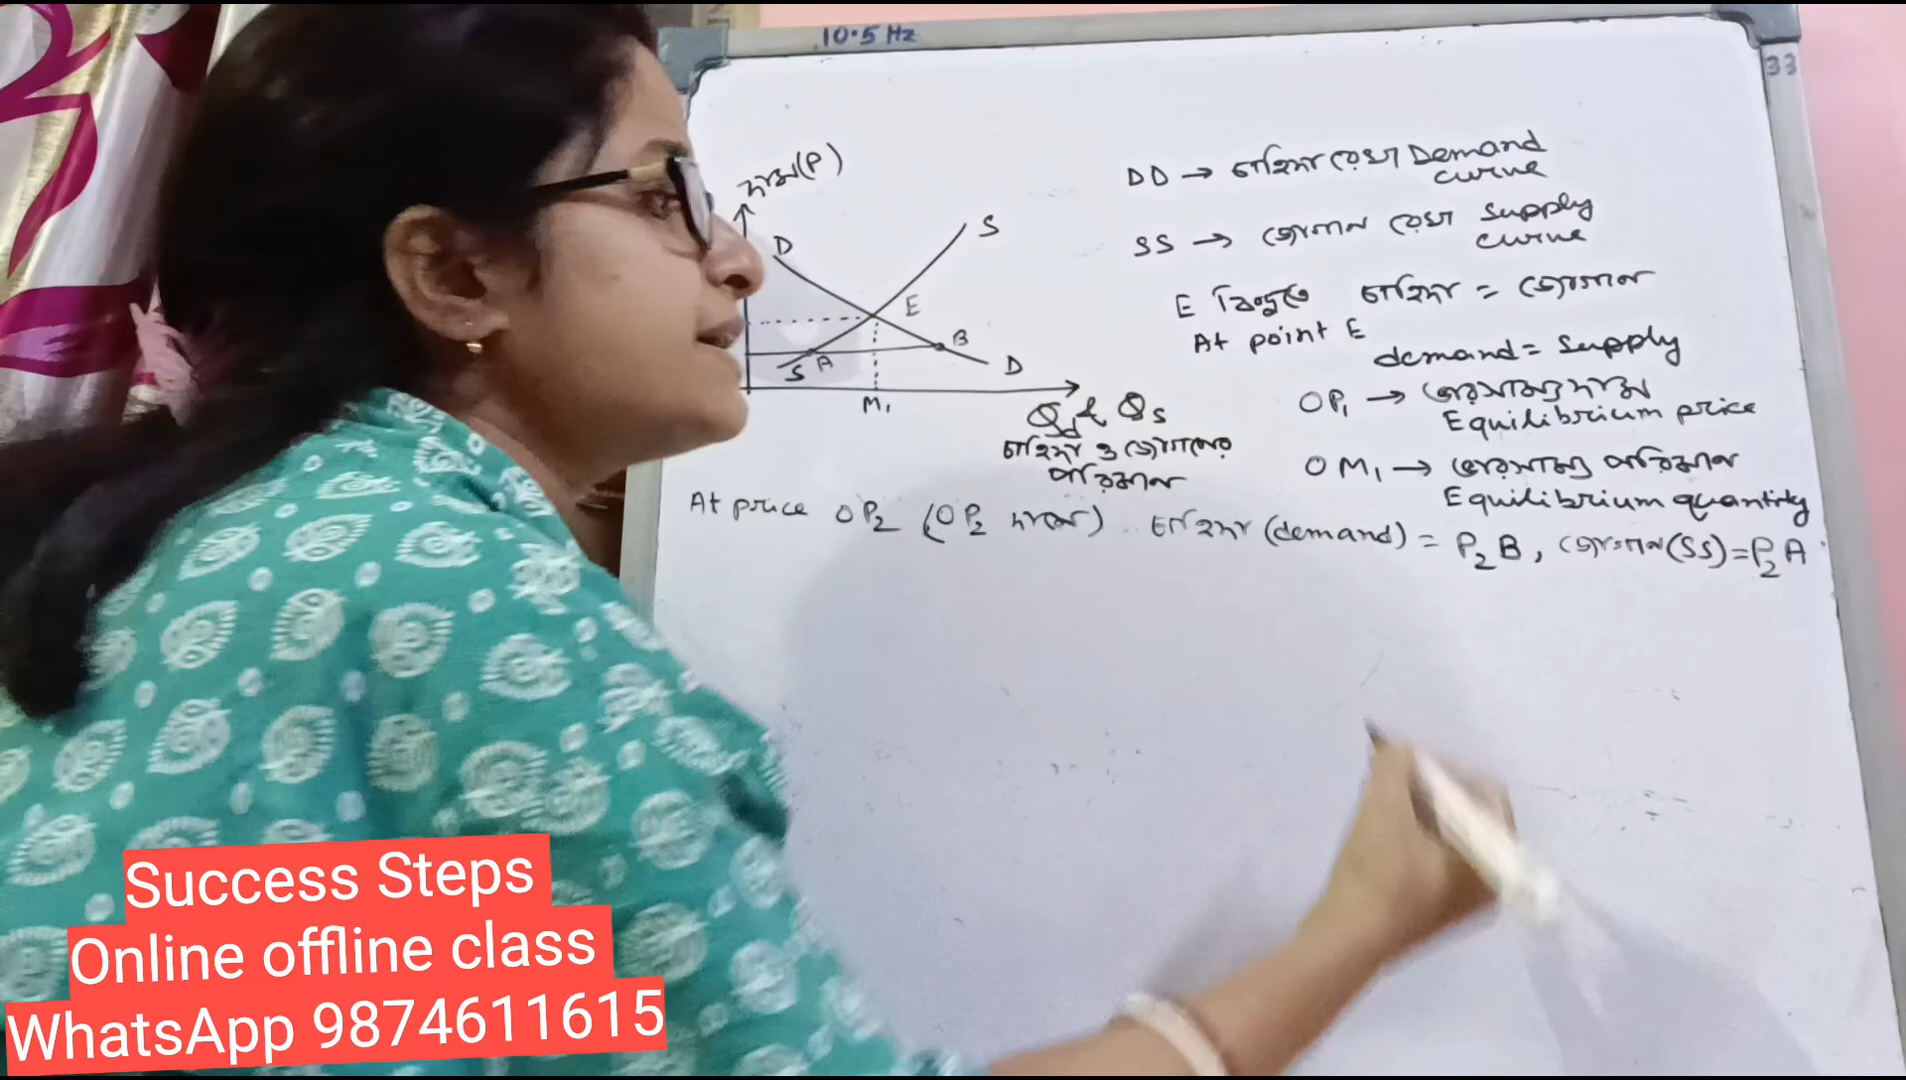 10.5 Hz
33
দাম(P)
D
S
E
B
A
S
D
M₁
Qd & Qs
চাহিদা ও জোগানের
পরিমান
DD → চাহিদা রেখা Demand
curve
SS → জোগান রেখা supply
curve
E বিন্দুতে চাহিদা = জোগান
At point E
demand = supply
OP₁ → ভারসাম্য দাম
Equilibrium price
OM₁ → ভারসাম্য পরিমান
Equilibrium quantity
At price OP₂ (OP₂ দামে) চাহিদা (demand) = P₂B, জোগান (SS) = P₂A
Success Steps
Online offline class
WhatsApp 9874611615